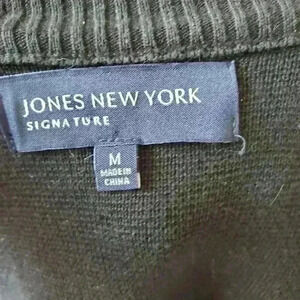 JONES NEW YORK
SIGNATURE
M
MADE IN
CHINA